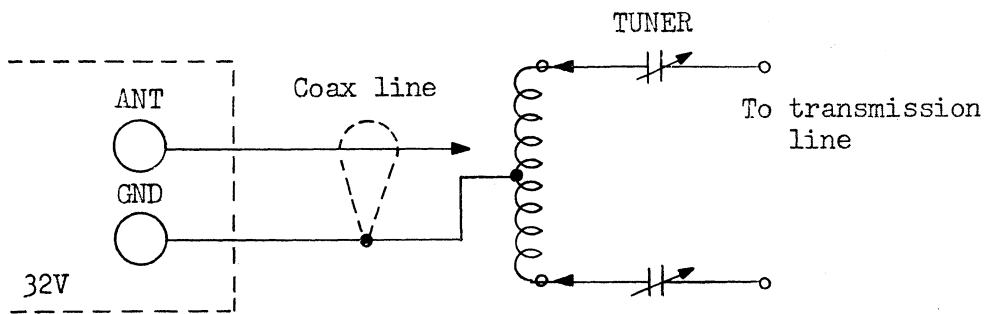 TUNER
ANT
Coax line
To transmission
line
GND
32V